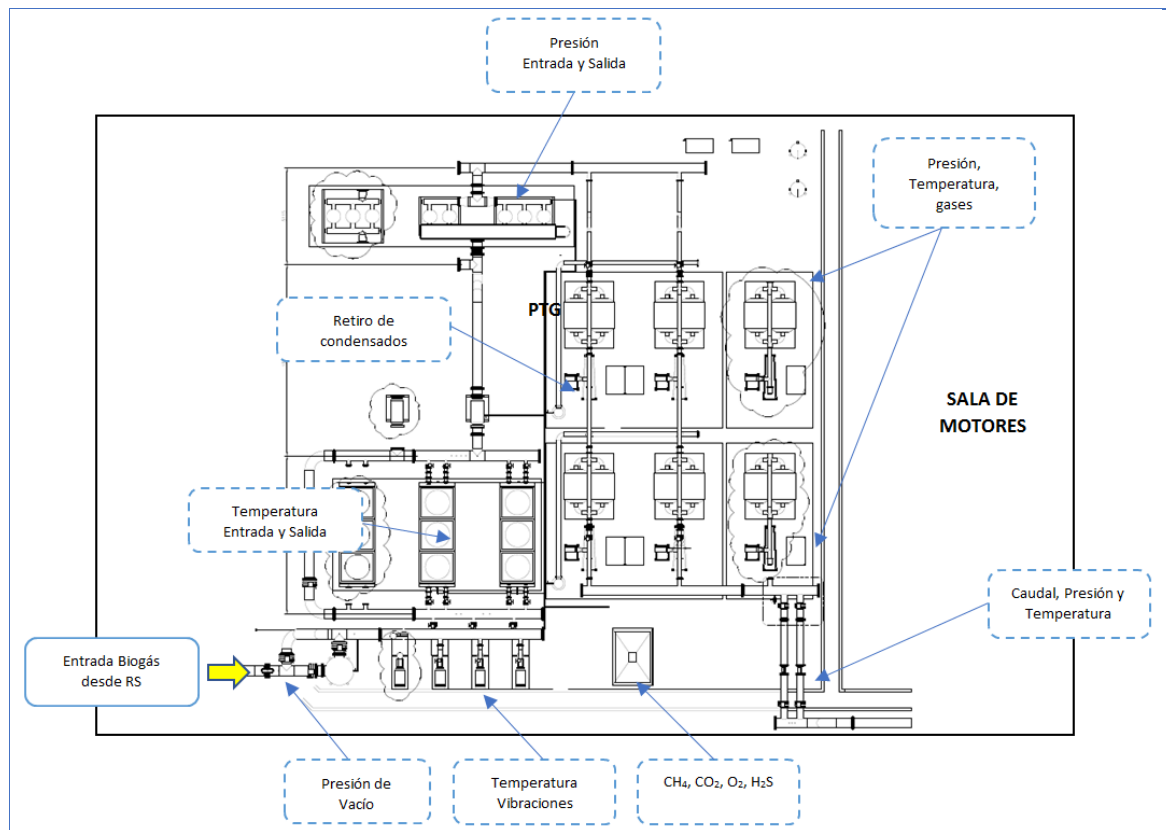 Presión
Entrada y Salida
Presión,
Temperatura,
gases
PTG
Retiro de
condensados
SALA DE
MOTORES
Temperatura
Entrada y Salida
Caudal, Presión y
Temperatura
Entrada Biogás
desde RS
Presión de
Vacío
Temperatura
Vibraciones
CH₄, CO₂, O₂, H₂S